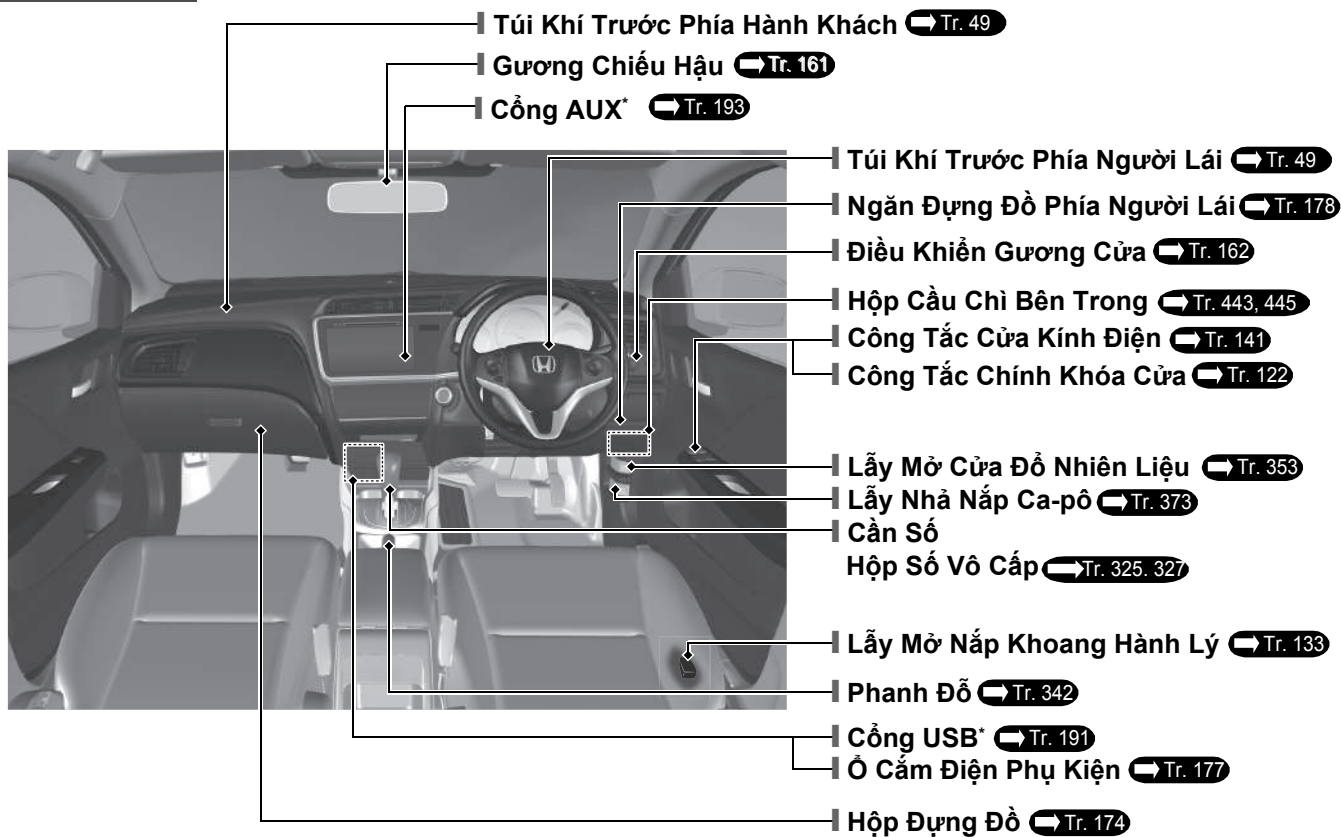 Túi Khí Trước Phía Hành Khách Tr. 49
Gương Chiếu Hậu Tr. 161
Cổng AUX* Tr. 193
Túi Khí Trước Phía Người Lái Tr. 49
Ngăn Đựng Đồ Phía Người Lái Tr. 178
Điều Khiển Gương Cửa Tr. 162
Hộp Cầu Chì Bên Trong Tr. 443, 445
Công Tắc Cửa Kính Điện Tr. 141
Công Tắc Chính Khóa Cửa Tr. 122
Lẫy Mở Cửa Đổ Nhiên Liệu Tr. 353
Lẫy Nhả Nắp Ca-pô Tr. 373
Cần Số
Hộp Số Vô Cấp Tr. 325. 327
Lẫy Mở Nắp Khoang Hành Lý Tr. 133
Phanh Đỗ Tr. 342
Cổng USB* Tr. 191
Ổ Cắm Điện Phụ Kiện Tr. 177
Hộp Đựng Đồ Tr. 174